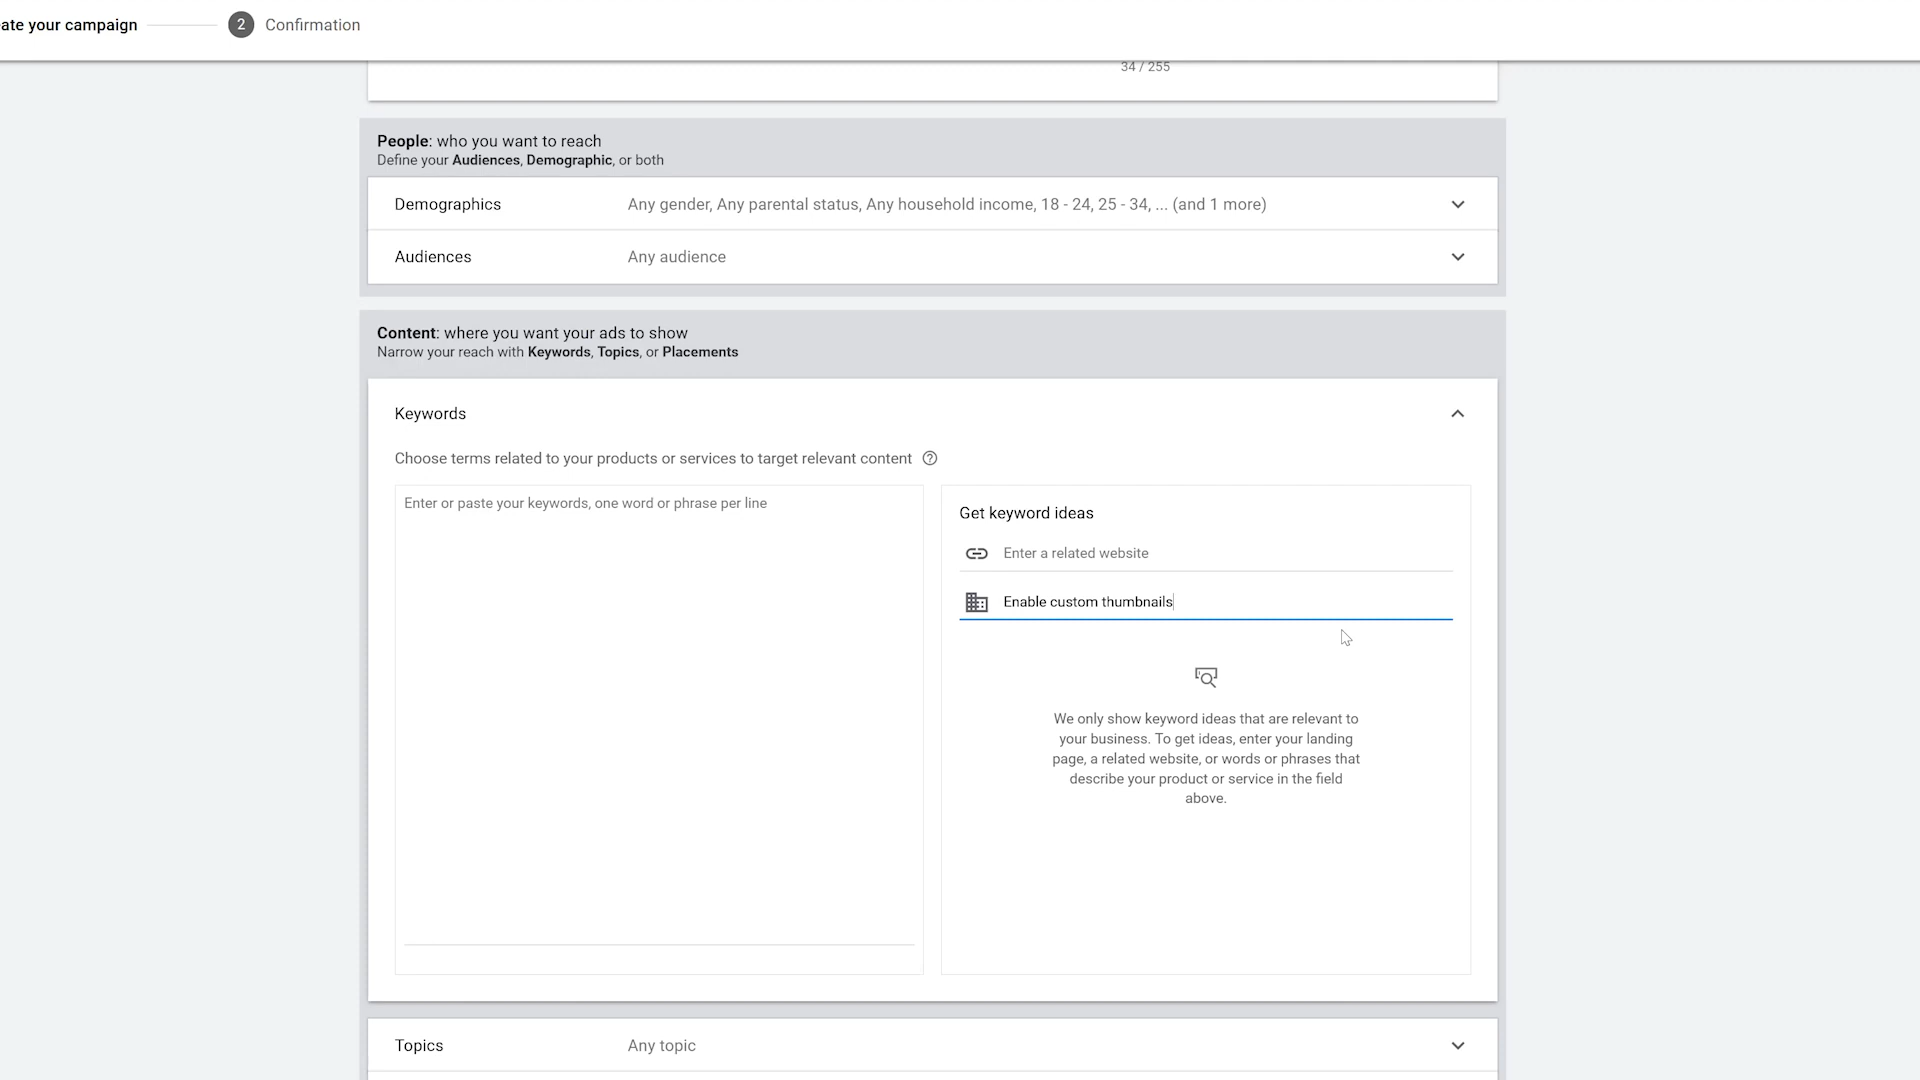 ate your campaign
2 Confirmation
34 / 255
People: who you want to reach
Define your Audiences, Demographic, or both
Demographics Any gender, Any parental status, Any household income, 18 - 24, 25 - 34, ... (and 1 more)
Audiences Any audience
Content: where you want your ads to show
Narrow your reach with Keywords, Topics, or Placements
Keywords
Choose terms related to your products or services to target relevant content
Enter or paste your keywords, one word or phrase per line
Get keyword ideas
Enter a related website
Enable custom thumbnails
We only show keyword ideas that are relevant to
your business. To get ideas, enter your landing
page, a related website, or words or phrases that
describe your product or service in the field
above.
Topics Any topic